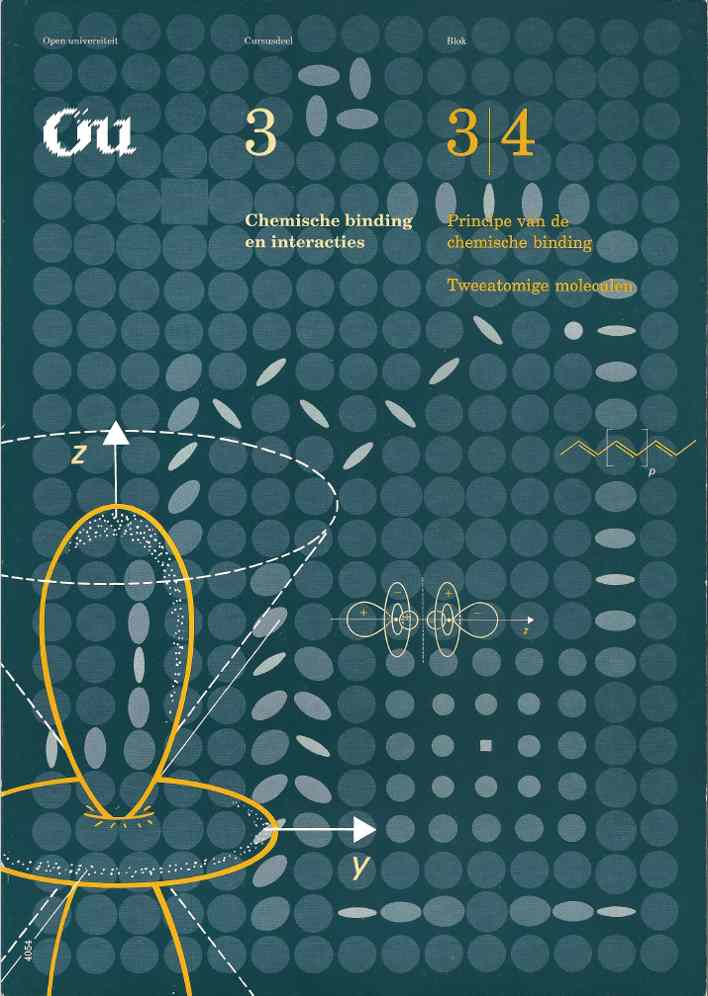 Open universiteit
Cursusdeel
Blok
Ou
3
3|4
Chemische binding
en interacties
Principe van de
chemische binding
Tweeatomige moleculen
z
p
+ − + −
z
y
4054